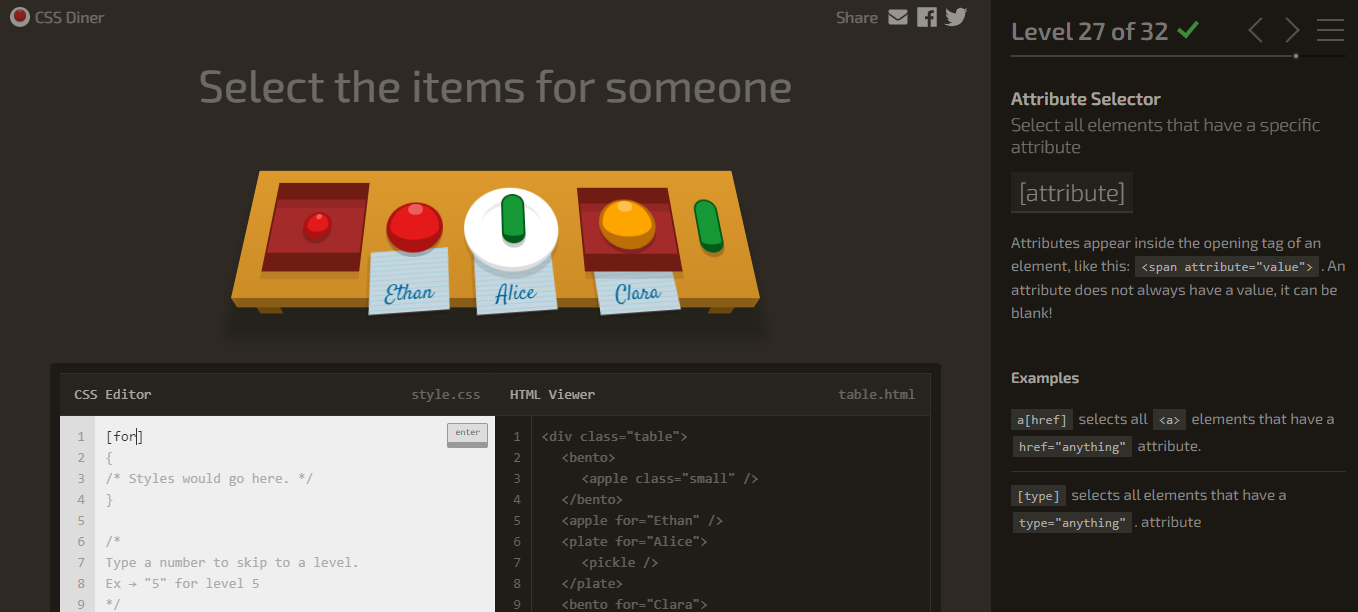 CSS Diner
Share
Select the items for someone
Ethan
Alice
Clara
CSS Editor
style.css
1
[for]
enter
2
{
3
/* Styles would go here. */
4
}
5
6
/*
7
Type a number to skip to a level.
8
Ex → "5" for level 5
9
*/
HTML Viewer
table.html
1
<div class="table">
2
<bento>
3
<apple class="small" />
4
</bento>
5
<apple for="Ethan" />
6
<plate for="Alice">
7
<pickle />
8
</plate>
9
<bento for="Clara">
Level 27 of 32
Attribute Selector
Select all elements that have a specific
attribute
[attribute]
Attributes appear inside the opening tag of an
element, like this: <span attribute="value"> . An
attribute does not always have a value, it can be
blank!
Examples
a[href] selects all <a> elements that have a
href="anything" attribute.
[type] selects all elements that have a
type="anything" . attribute